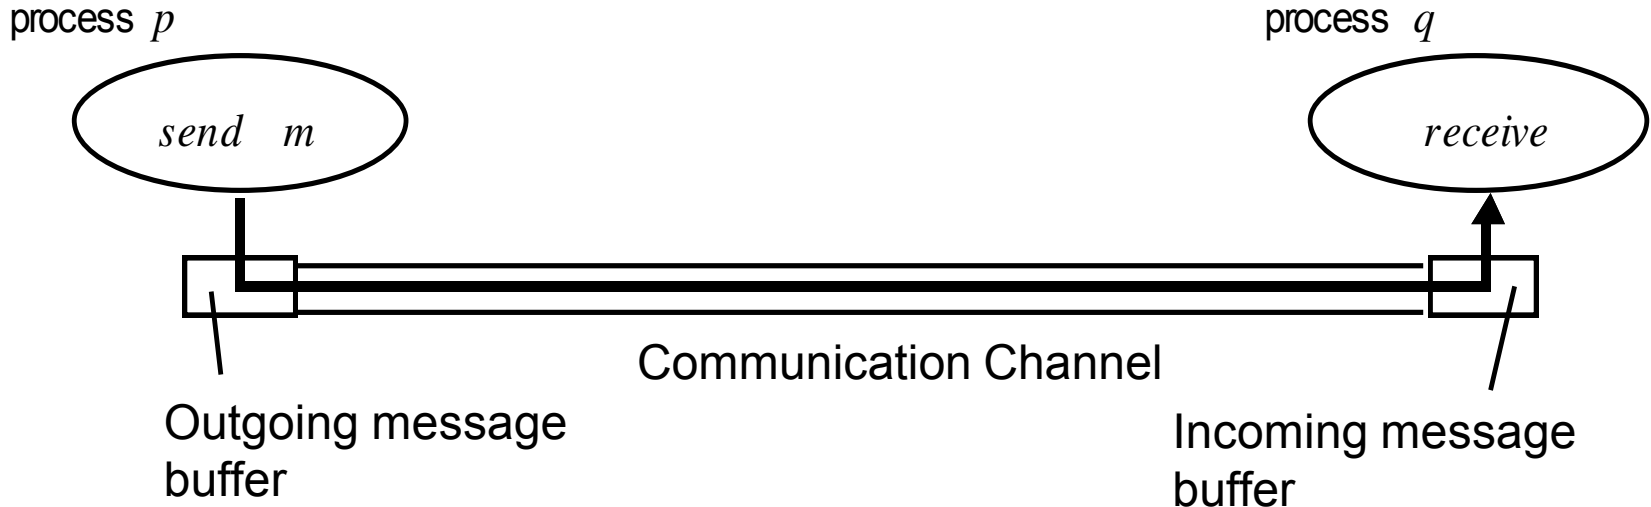 process p
process q
send m
receive
Communication Channel
Outgoing message
buffer
Incoming message
buffer